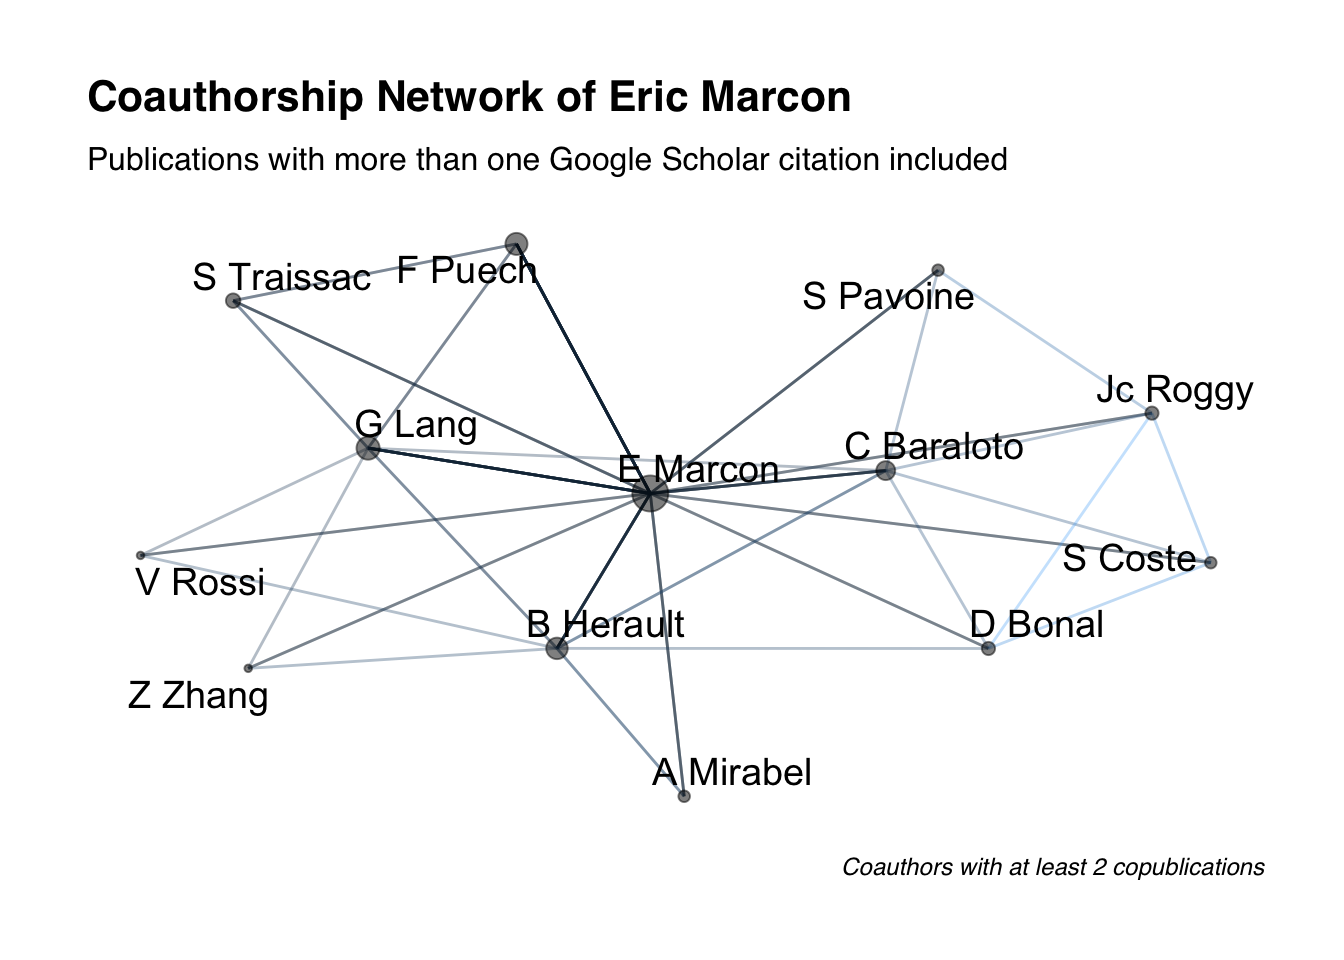 Coauthorship Network of Eric Marcon
Publications with more than one Google Scholar citation included
S Traissac
F Puech
S Pavoine
Jc Roggy
G Lang
C Baraloto
E Marcon
S Coste
V Rossi
B Herault
D Bonal
Z Zhang
A Mirabel
Coauthors with at least 2 copublications